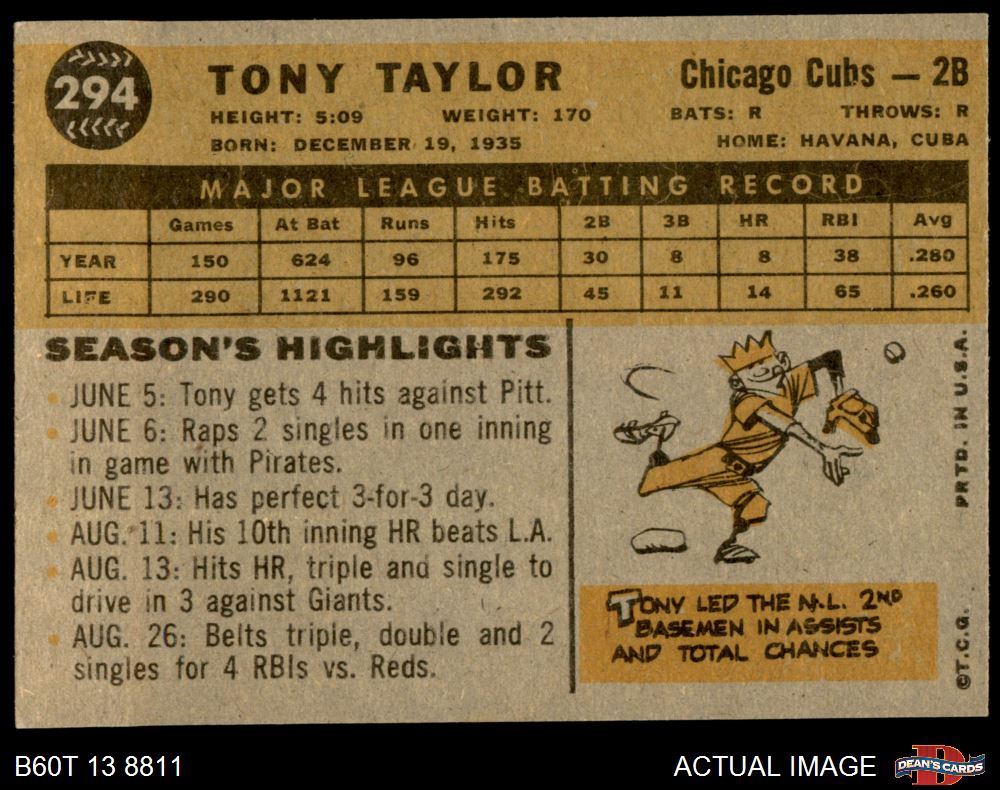 294
TONY TAYLOR
Chicago Cubs — 2B
HEIGHT: 5:09 WEIGHT: 170 BATS: R THROWS: R
BORN: DECEMBER 19, 1935 HOME: HAVANA, CUBA
MAJOR LEAGUE BATTING RECORD
Games At Bat Runs Hits 2B 3B HR RBI Avg
YEAR 150 624 96 175 30 8 8 38 .280
LIFE 290 1121 159 292 45 11 14 65 .260
SEASON'S HIGHLIGHTS
JUNE 5: Tony gets 4 hits against Pitt.
JUNE 6: Raps 2 singles in one inning
in game with Pirates.
JUNE 13: Has perfect 3-for-3 day.
AUG. 11: His 10th inning HR beats L.A.
AUG. 13: Hits HR, triple and single to
drive in 3 against Giants.
AUG. 26: Belts triple, double and 2
singles for 4 RBIs vs. Reds.
TONY LED THE N.L. 2ND
BASEMEN IN ASSISTS
AND TOTAL CHANCES
©T.C.G. PRTD. IN U.S.A.
B60T 13 8811
ACTUAL IMAGE
DEAN'S CARDS